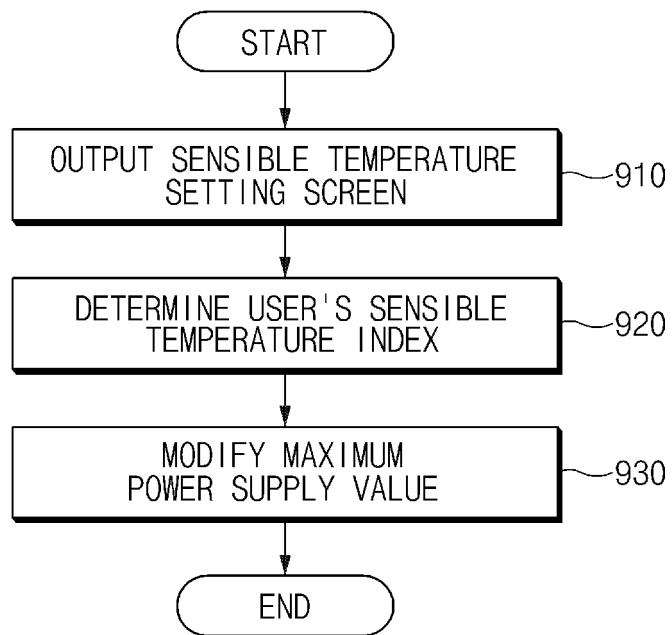 START
OUTPUT SENSIBLE TEMPERATURE
SETTING SCREEN
910
DETERMINE USER'S SENSIBLE
TEMPERATURE INDEX
920
MODIFY MAXIMUM
POWER SUPPLY VALUE
930
END